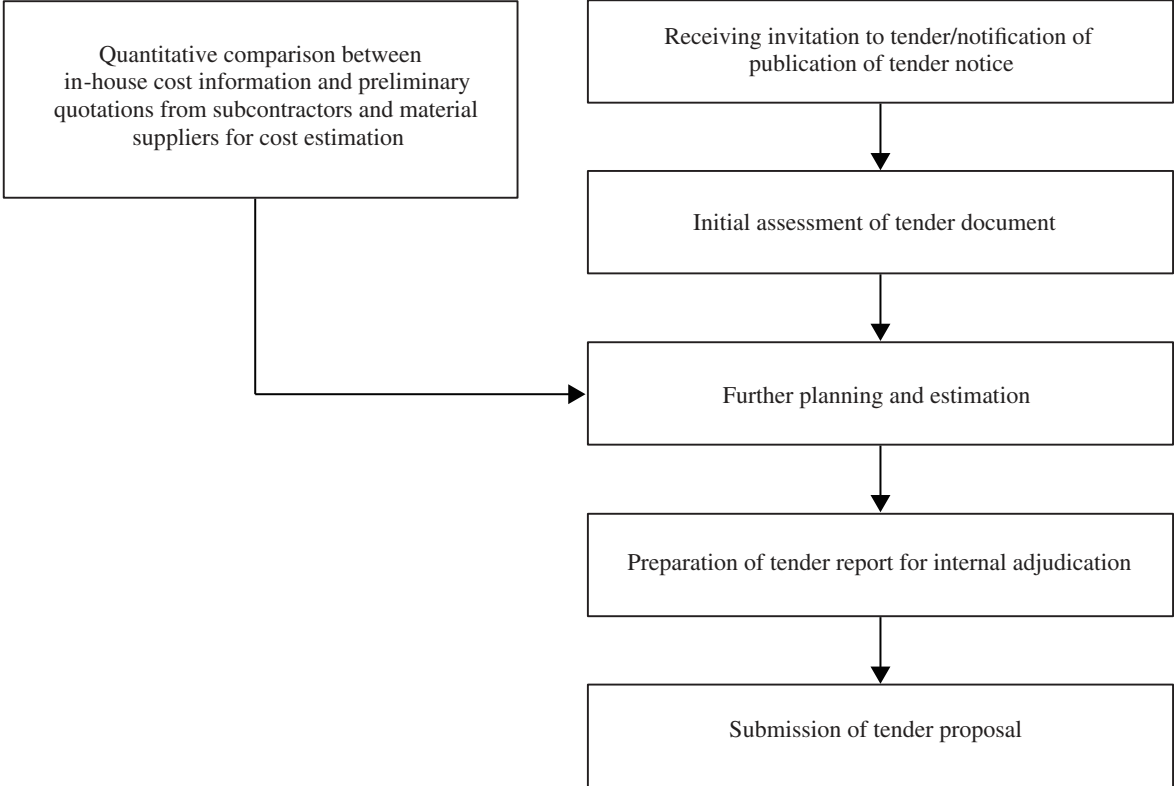 Quantitative comparison between
in-house cost information and preliminary
quotations from subcontractors and material
suppliers for cost estimation
Receiving invitation to tender/notification of
publication of tender notice
Initial assessment of tender document
Further planning and estimation
Preparation of tender report for internal adjudication
Submission of tender proposal